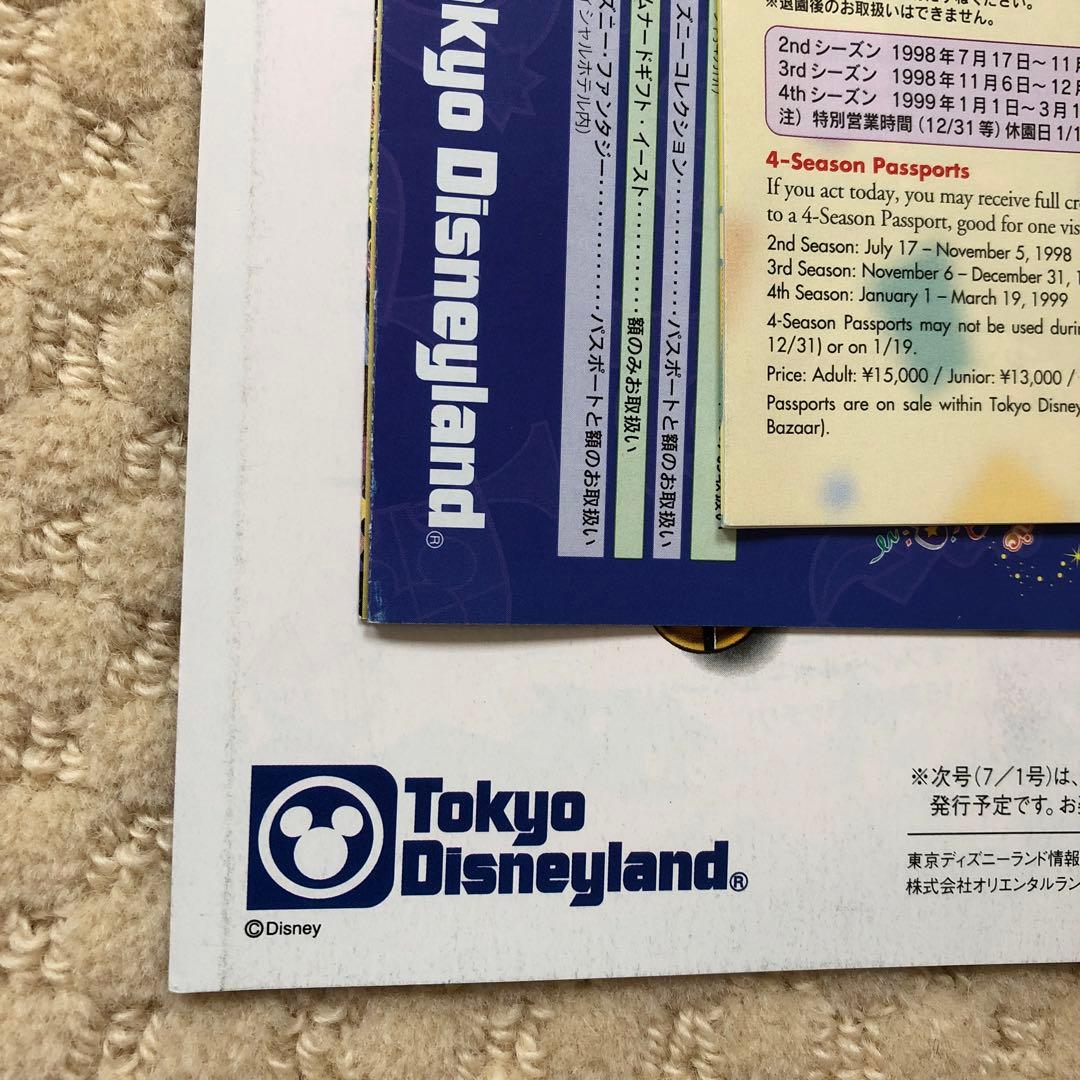 ※退園後のお取扱いはできません。
2ndシーズン 1998年7月17日～11月
3rdシーズン 1998年11月6日～12月
4thシーズン 1999年1月1日～3月1
注）特別営業時間（12/31等）休園日1/1
4-Season Passports
If you act today, you may receive full cr
to a 4-Season Passport, good for one vis
2nd Season: July 17 – November 5, 1998
3rd Season: November 6 – December 31, 1
4th Season: January 1 – March 19, 1999
4-Season Passports may not be used duri
12/31) or on 1/19.
Price: Adult: ¥15,000 / Junior: ¥13,000 /
Passports are on sale within Tokyo Disney
Bazaar).
okyo Disneyland®
ズニーコレクション‥‥‥‥パスポートと額のお取扱い
ムナードギフト・イースト‥‥‥‥額のみお取扱い
ズニー・ファンタジー‥‥‥‥パスポートと額のお取扱い
ィシャルホテル内)
※次号(7／1号)は、
発行予定です。お
Tokyo
Disneyland®
©Disney
東京ディズニーランド情報
株式会社オリエンタルラン